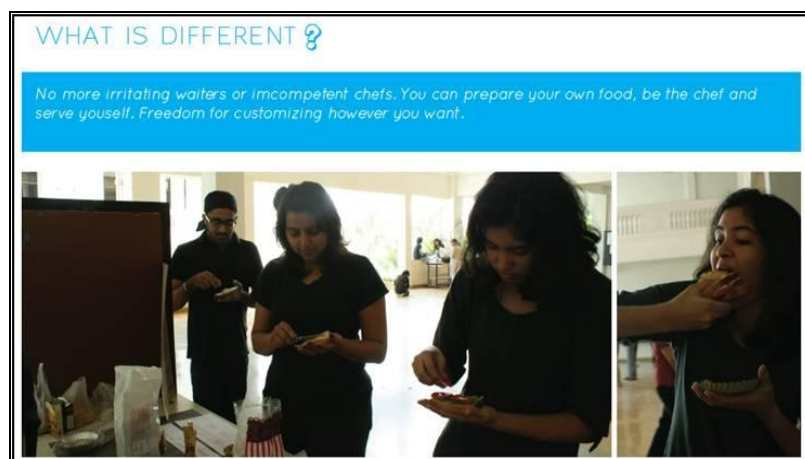 WHAT IS DIFFERENT?
No more irritating waiters or imcompetent chefs. You can prepare your own food, be the chef and
serve youself. Freedom for customizing however you want.